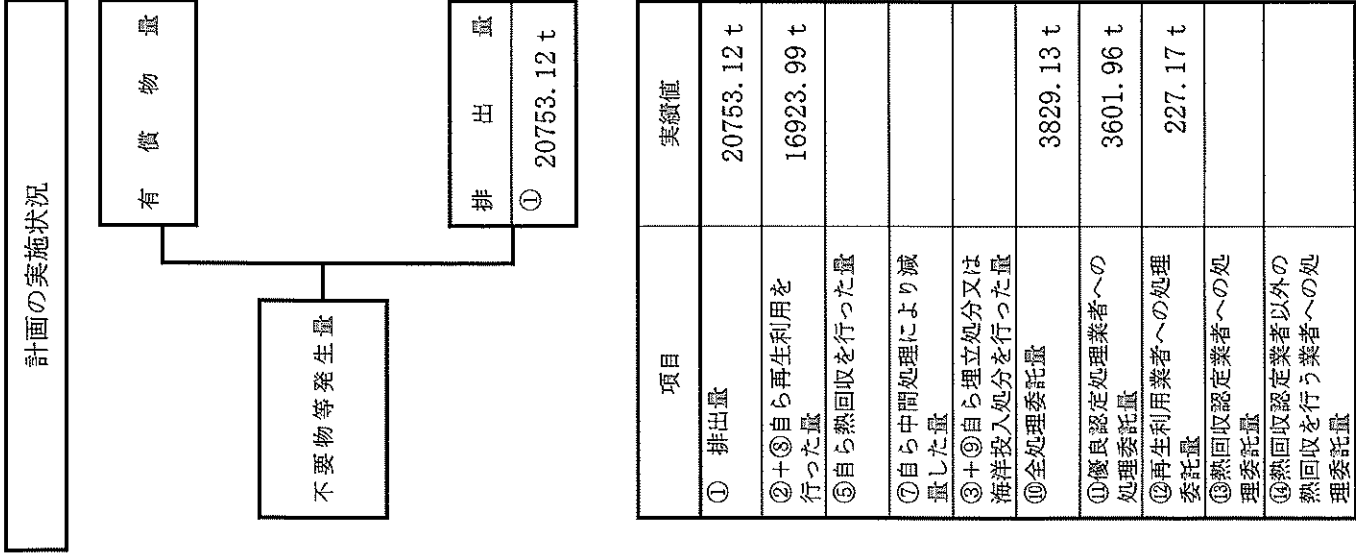 計画の実施状況
不要物等発生量
有償物量
排出量
① 20753.12 t
項目 実績値
① 排出量 20753.12 t
②+⑧自ら再生利用を
行った量 16923.99 t
⑤自ら熱回収を行った量
⑦自ら中間処理により減
量した量
③+⑨自ら埋立処分又は
海洋投入処分を行った量
⑩全処理委託量 3829.13 t
⑪優良認定処理業者への
処理委託量 3601.96 t
⑫再生利用業者への処理
委託量 227.17 t
⑬熱回収認定業者への処
理委託量
⑭熱回収認定業者以外の
熱回収を行う業者への処
理委託量